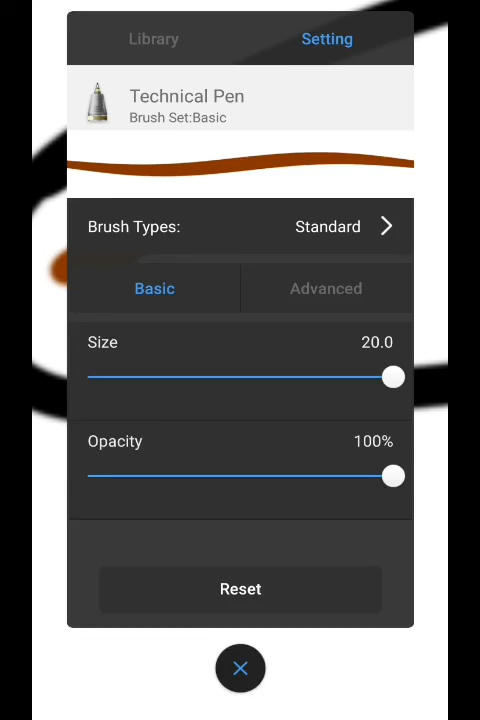 Library Setting
Technical Pen
Brush Set:Basic
Brush Types: Standard
Basic Advanced
Size 20.0
Opacity 100%
Reset